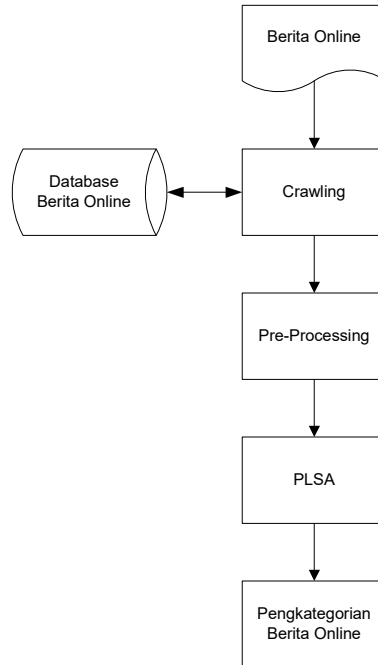 Berita Online
Database
Berita Online
Crawling
Pre-Processing
PLSA
Pengkategorian
Berita Online